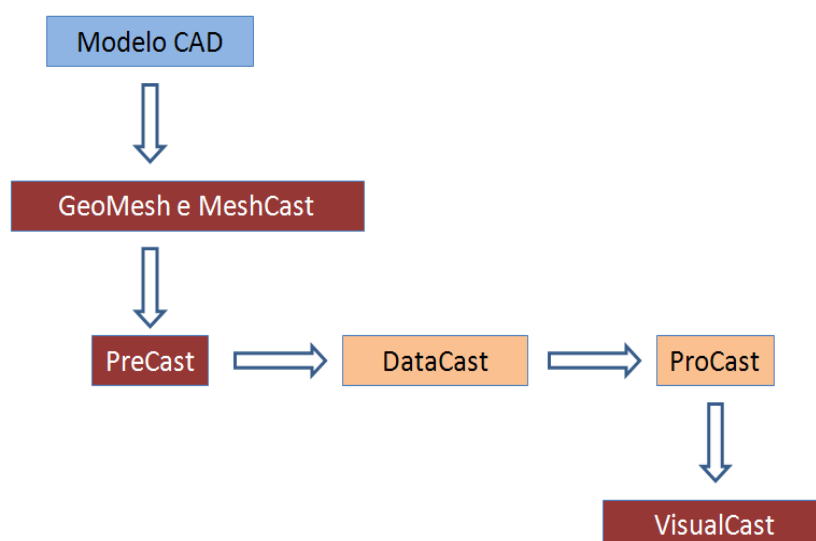 Modelo CAD
GeoMesh e MeshCast
PreCast
DataCast
ProCast
VisualCast